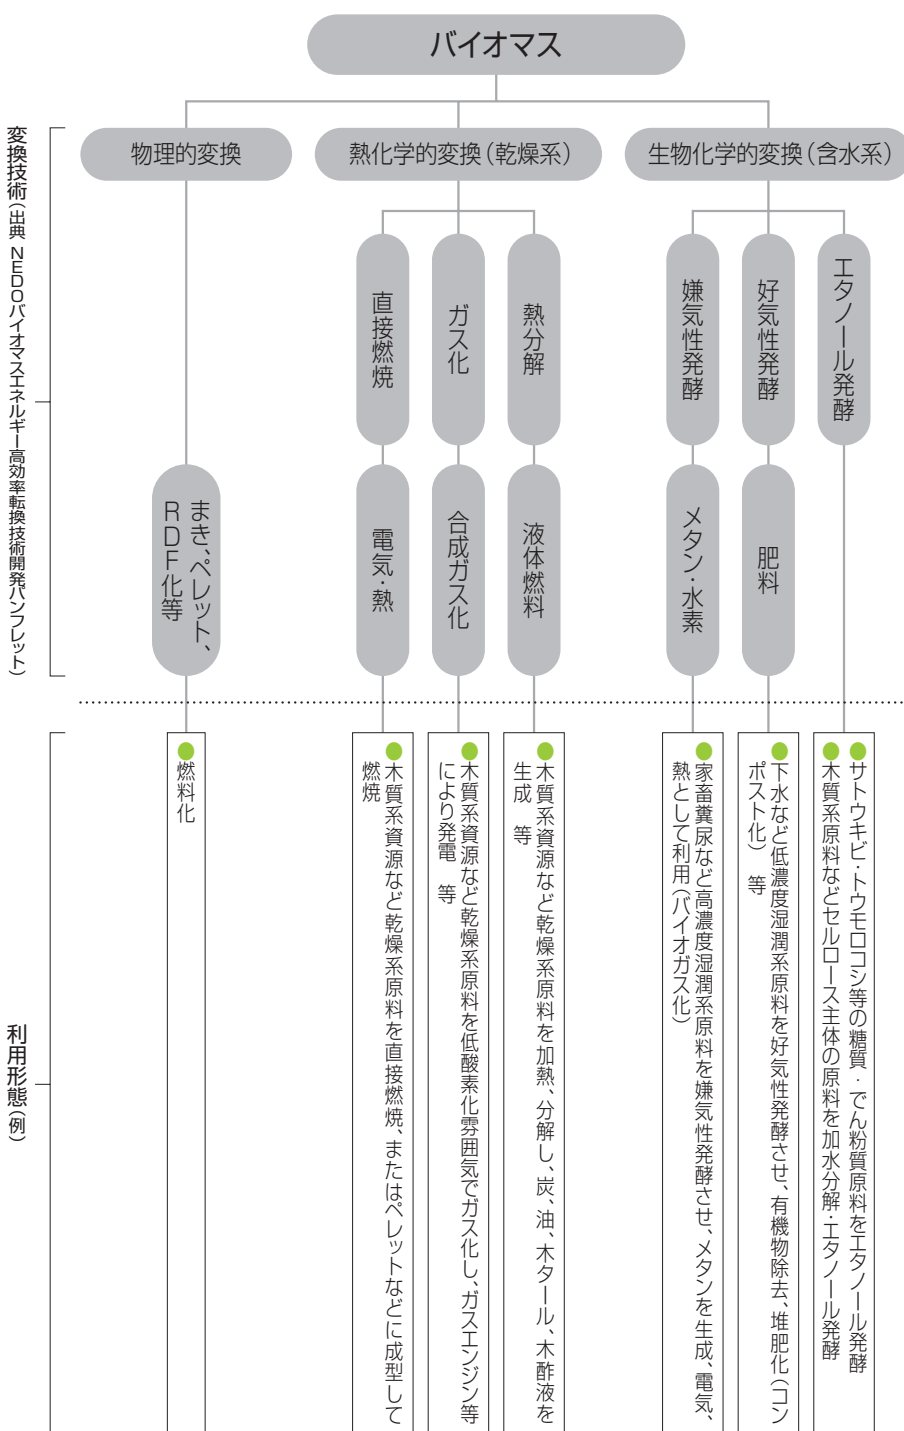 バイオマス
変換技術(出典 NEDOバイオマスエネルギー高効率転換技術開発パンフレット)
物理的変換
熱化学的変換(乾燥系)
生物化学的変換(含水系)
直接燃焼
ガス化
熱分解
嫌気性発酵
好気性発酵
エタノール発酵
まき、ペレット、
RDF化等
電気・熱
合成ガス化
液体燃料
メタン・水素
肥料
利用形態(例)
燃料化
木質系資源など乾燥系原料を直接燃焼、またはペレットなどに成型して
燃焼
木質系資源など乾燥系原料を低酸素化雰囲気でガス化し、ガスエンジン等
により発電 等
木質系資源など乾燥系原料を加熱、分解し、炭、油、木タール、木酢液を
生成 等
家畜糞尿など高濃度湿潤系原料を嫌気性発酵させ、メタンを生成、電気、
熱として利用(バイオガス化)
下水など低濃度湿潤系原料を好気性発酵させ、有機物除去、堆肥化(コン
ポスト化) 等
サトウキビ・トウモロコシ等の糖質・でん粉質原料をエタノール発酵
木質系原料などセルロース主体の原料を加水分解・エタノール発酵